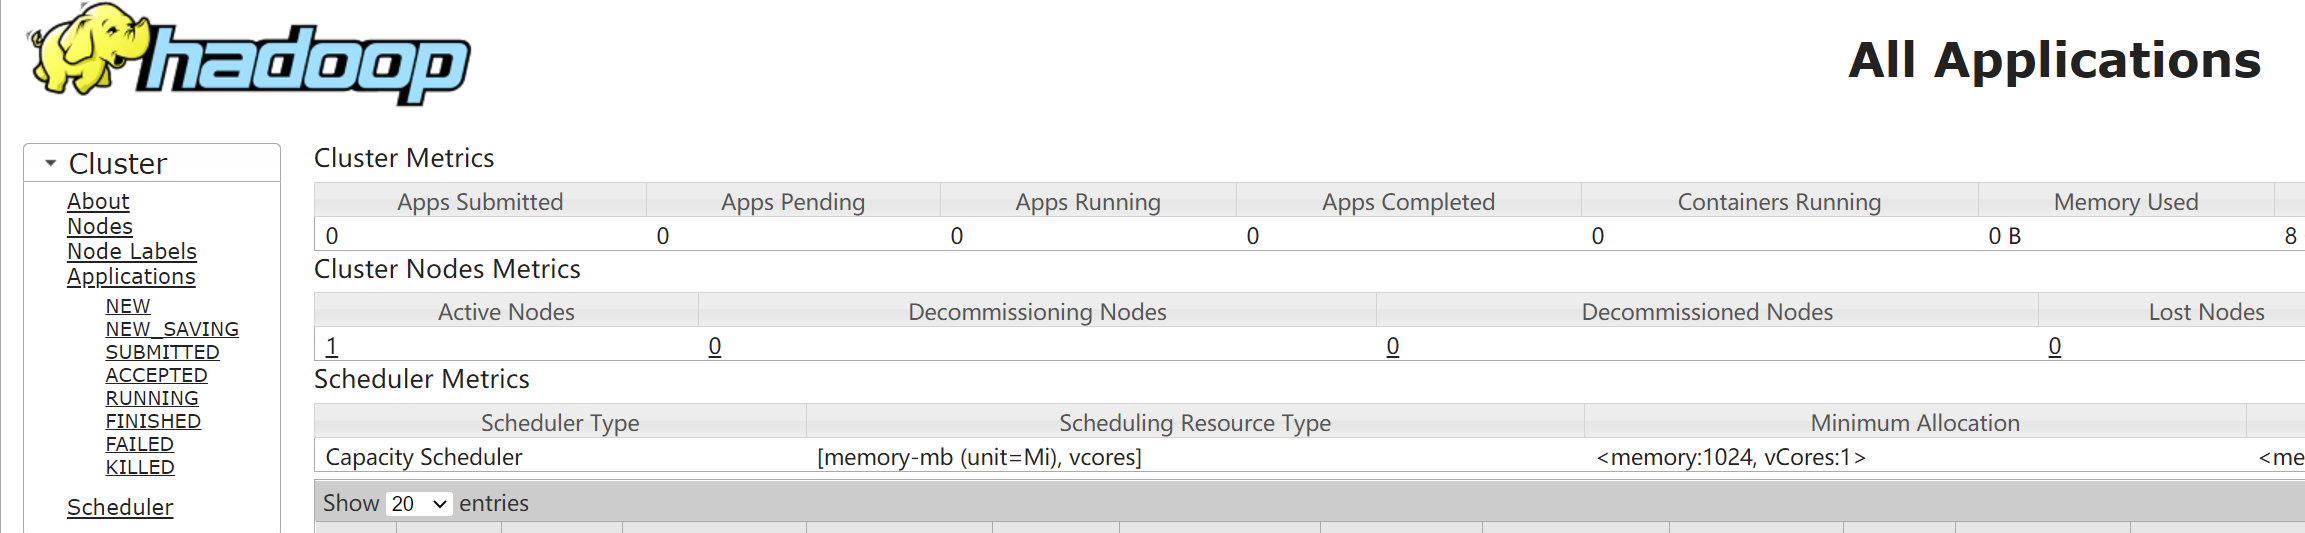 hadoop
All Applications
Cluster
About
Nodes
Node Labels
Applications
NEW
NEW_SAVING
SUBMITTED
ACCEPTED
RUNNING
FINISHED
FAILED
KILLED
Scheduler
Cluster Metrics
Apps Submitted Apps Pending Apps Running Apps Completed Containers Running Memory Used
0 0 0 0 0 0 B 8
Cluster Nodes Metrics
Active Nodes Decommissioning Nodes Decommissioned Nodes Lost Nodes
1 0 0 0
Scheduler Metrics
Scheduler Type Scheduling Resource Type Minimum Allocation
Capacity Scheduler [memory-mb (unit=Mi), vcores] <memory:1024, vCores:1> <me
Show 20 entries